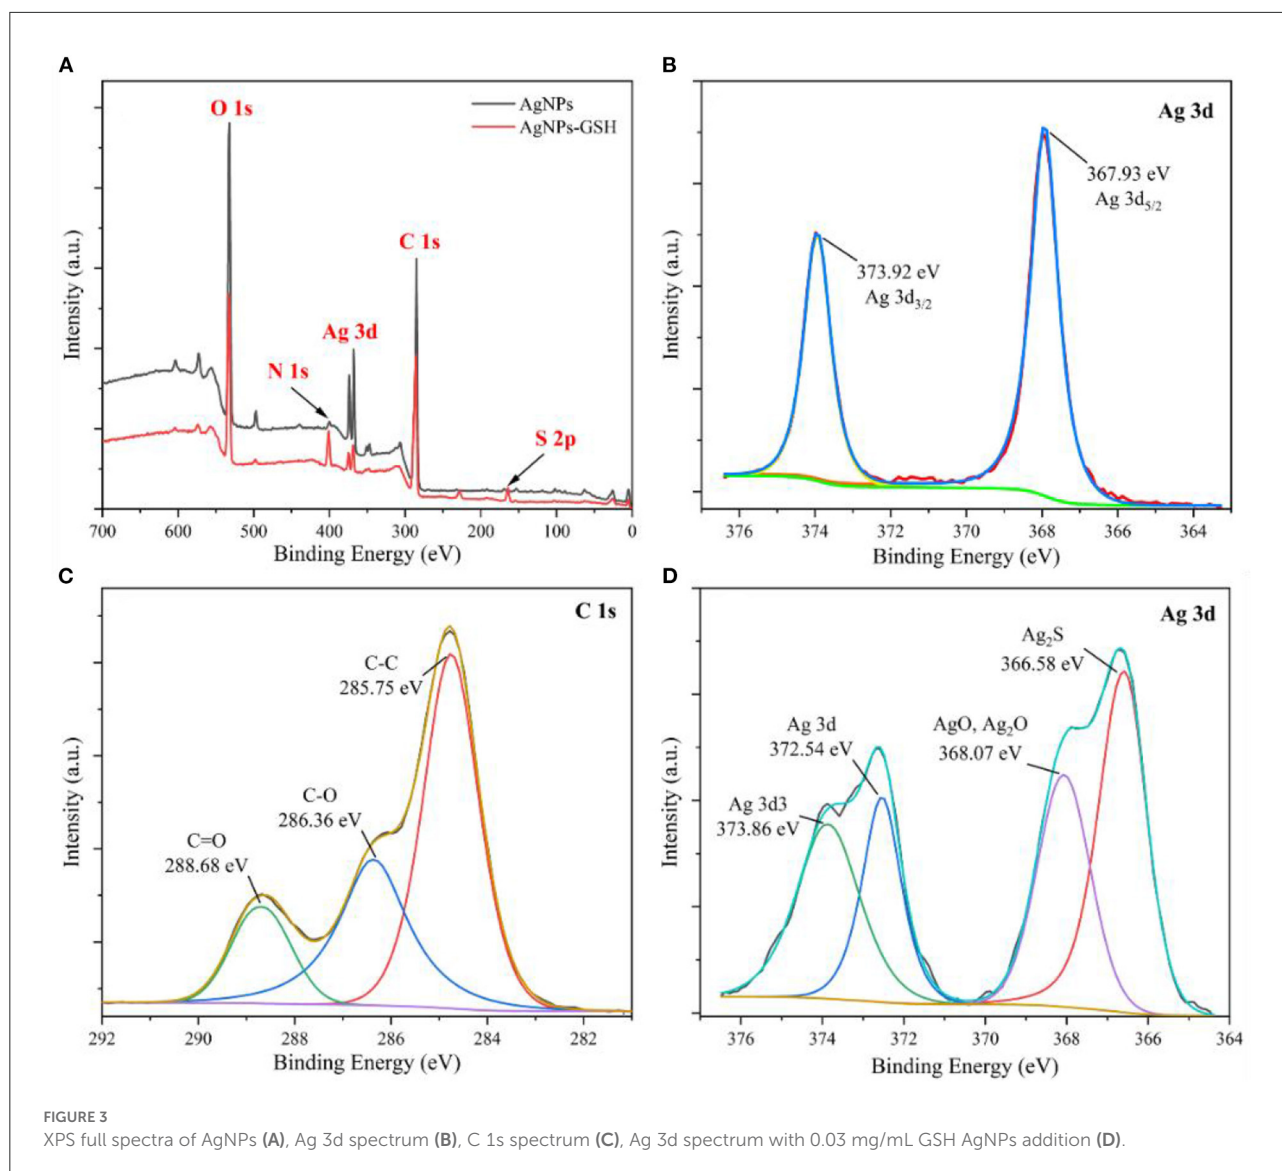 A
O 1s
AgNPs
AgNPs-GSH
C 1s
Ag 3d
N 1s
S 2p
Intensity (a.u.)
700 600 500 400 300 200 100 0
Binding Energy (eV)
B
Ag 3d
367.93 eV
Ag 3d5/2
373.92 eV
Ag 3d3/2
Intensity (a.u.)
376 374 372 370 368 366 364
Binding Energy (eV)
C
C 1s
C-C
285.75 eV
C-O
286.36 eV
C=O
288.68 eV
Intensity (a.u.)
292 290 288 286 284 282
Binding Energy (eV)
D
Ag 3d
Ag2S
366.58 eV
AgO, Ag2O
368.07 eV
Ag 3d
372.54 eV
Ag 3d3
373.86 eV
Intensity (a.u.)
376 374 372 370 368 366 364
Binding Energy (eV)
FIGURE 3
XPS full spectra of AgNPs (A), Ag 3d spectrum (B), C 1s spectrum (C), Ag 3d spectrum with 0.03 mg/mL GSH AgNPs addition (D).